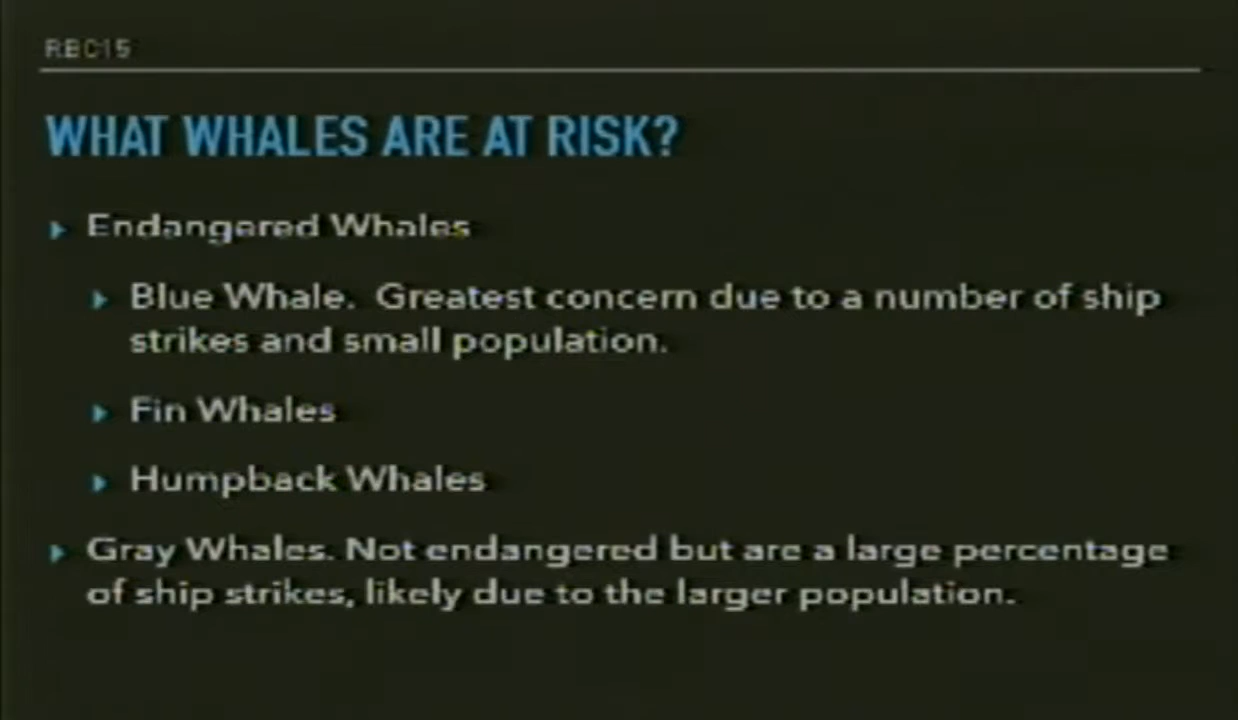 RBC15
WHAT WHALES ARE AT RISK?
Endangered Whales
Blue Whale. Greatest concern due to a number of ship
strikes and small population.
Fin Whales
Humpback Whales
Gray Whales. Not endangered but are a large percentage
of ship strikes, likely due to the larger population.